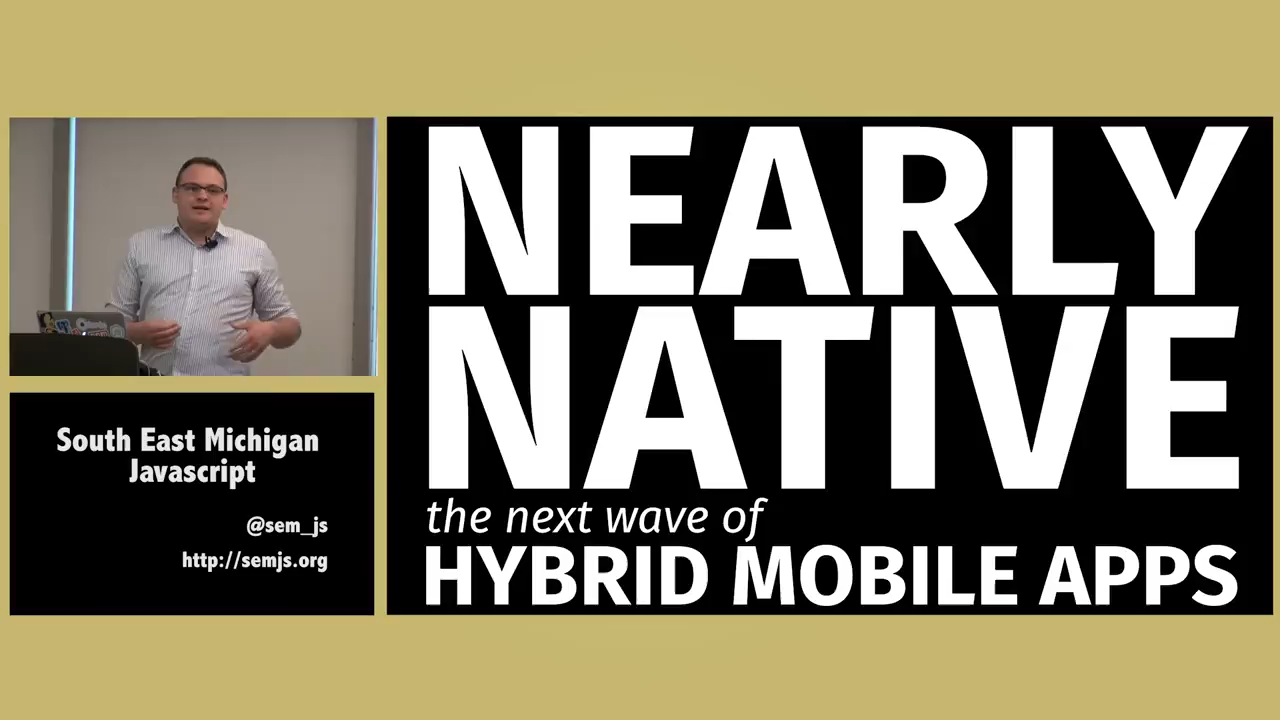 NEARLY
NATIVE
the next wave of
HYBRID MOBILE APPS
South East Michigan
Javascript
@sem_js
http://semjs.org